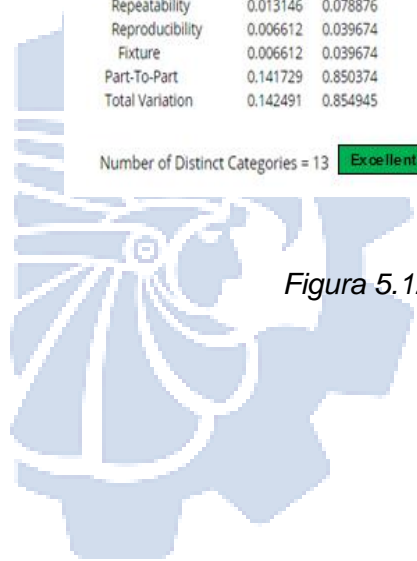 Repeatability 0.013146 0.078876
Reproducibility 0.006612 0.039674
Fixture 0.006612 0.039674
Part-To-Part 0.141729 0.850374
Total Variation 0.142491 0.854945
Number of Distinct Categories = 13 Excellent
Figura 5.1